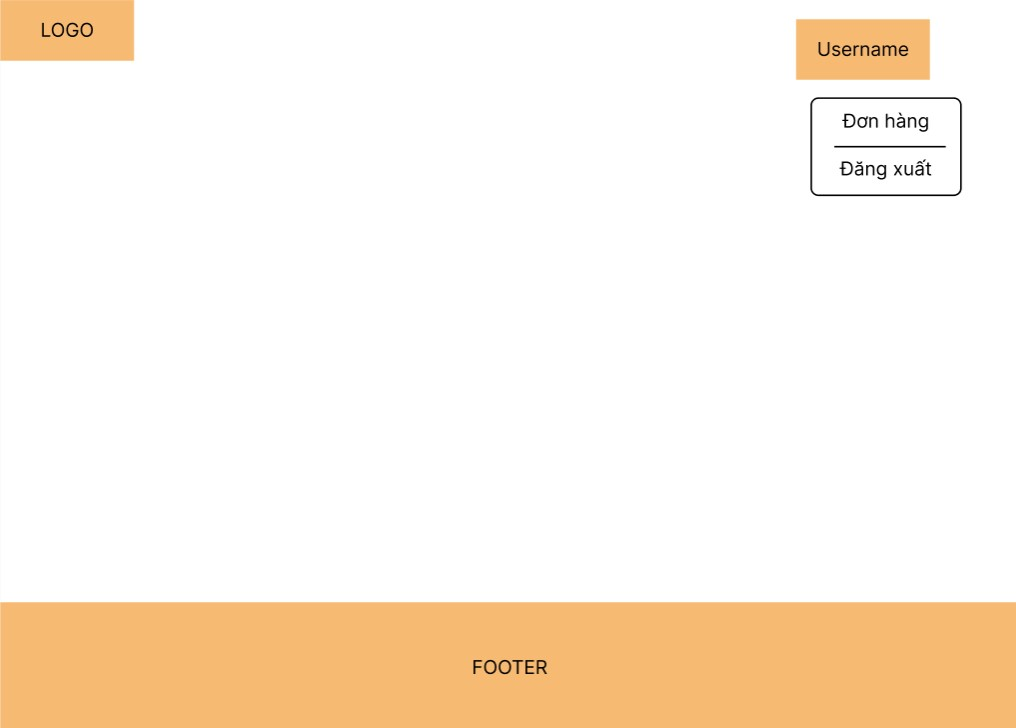 LOGO
Username
Đơn hàng
Đăng xuất
FOOTER